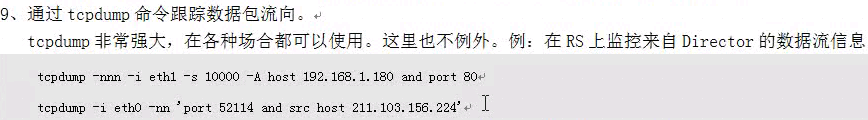 9、通过 tcpdump 命令跟踪数据包流向。
tcpdump 非常强大，在各种场合都可以使用。这里也不例外。例：在 RS 上监控来自 Director 的数据流信息
tcpdump -nnn -i eth1 -s 10000 -A host 192.168.1.180 and port 80
tcpdump -i eth0 -nn 'port 52114 and src host 211.103.156.224'